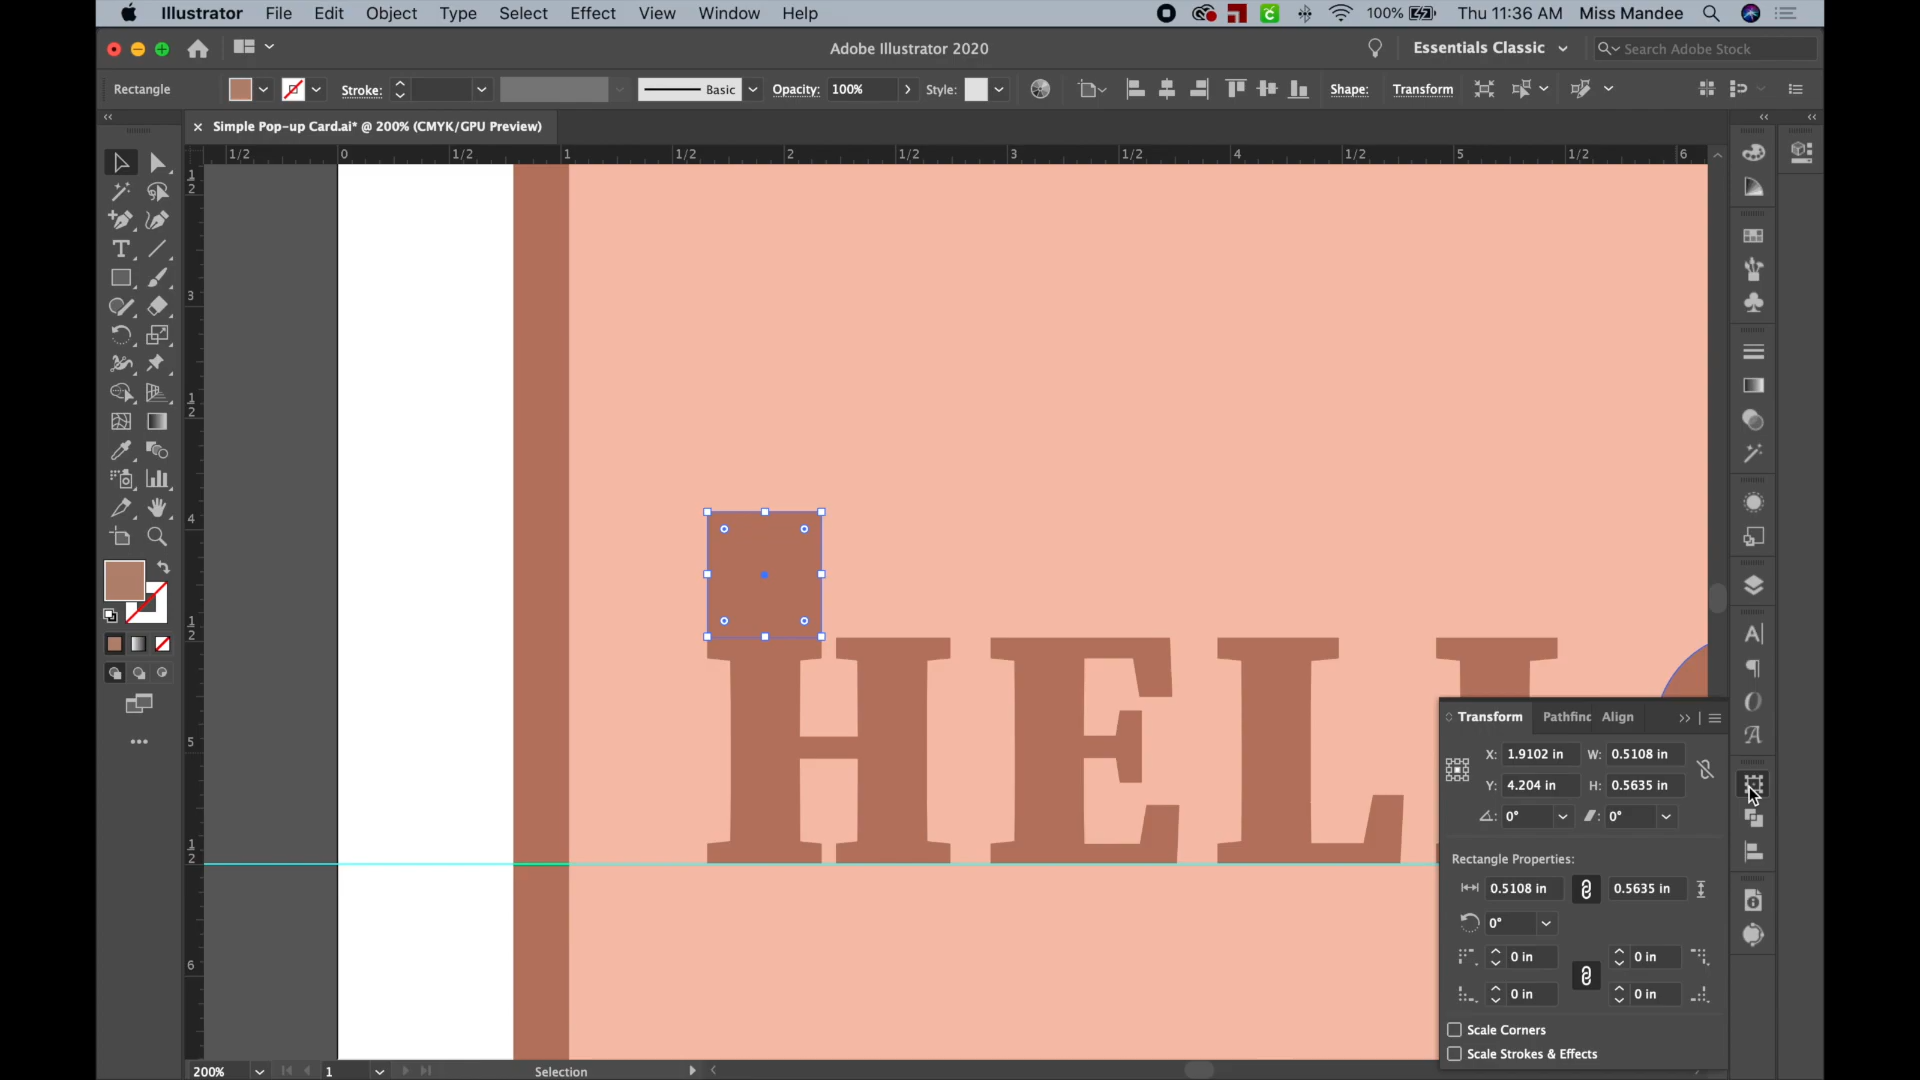 Illustrator File Edit Object Type Select Effect View Window Help 100% Thu 11:36 AM Miss Mandee
Adobe Illustrator 2020 Essentials Classic Search Adobe Stock
Rectangle Stroke: Basic Opacity: 100% Style: Shape: Transform
Simple Pop-up Card.ai* @ 200% (CMYK/GPU Preview)
1/2 0 1/2 1 1/2 2 1/2 3 1/2 4 1/2 5 1/2 6
1
2
3
1
2
4
1
2
5
1
2
6
HELL
Transform Pathfinc Align
X: 1.9102 in W: 0.5108 in
Y: 4.204 in H: 0.5635 in
0° 0°
Rectangle Properties:
0.5108 in 0.5635 in
0°
0 in 0 in
0 in 0 in
Scale Corners
Scale Strokes & Effects
200% 1 Selection